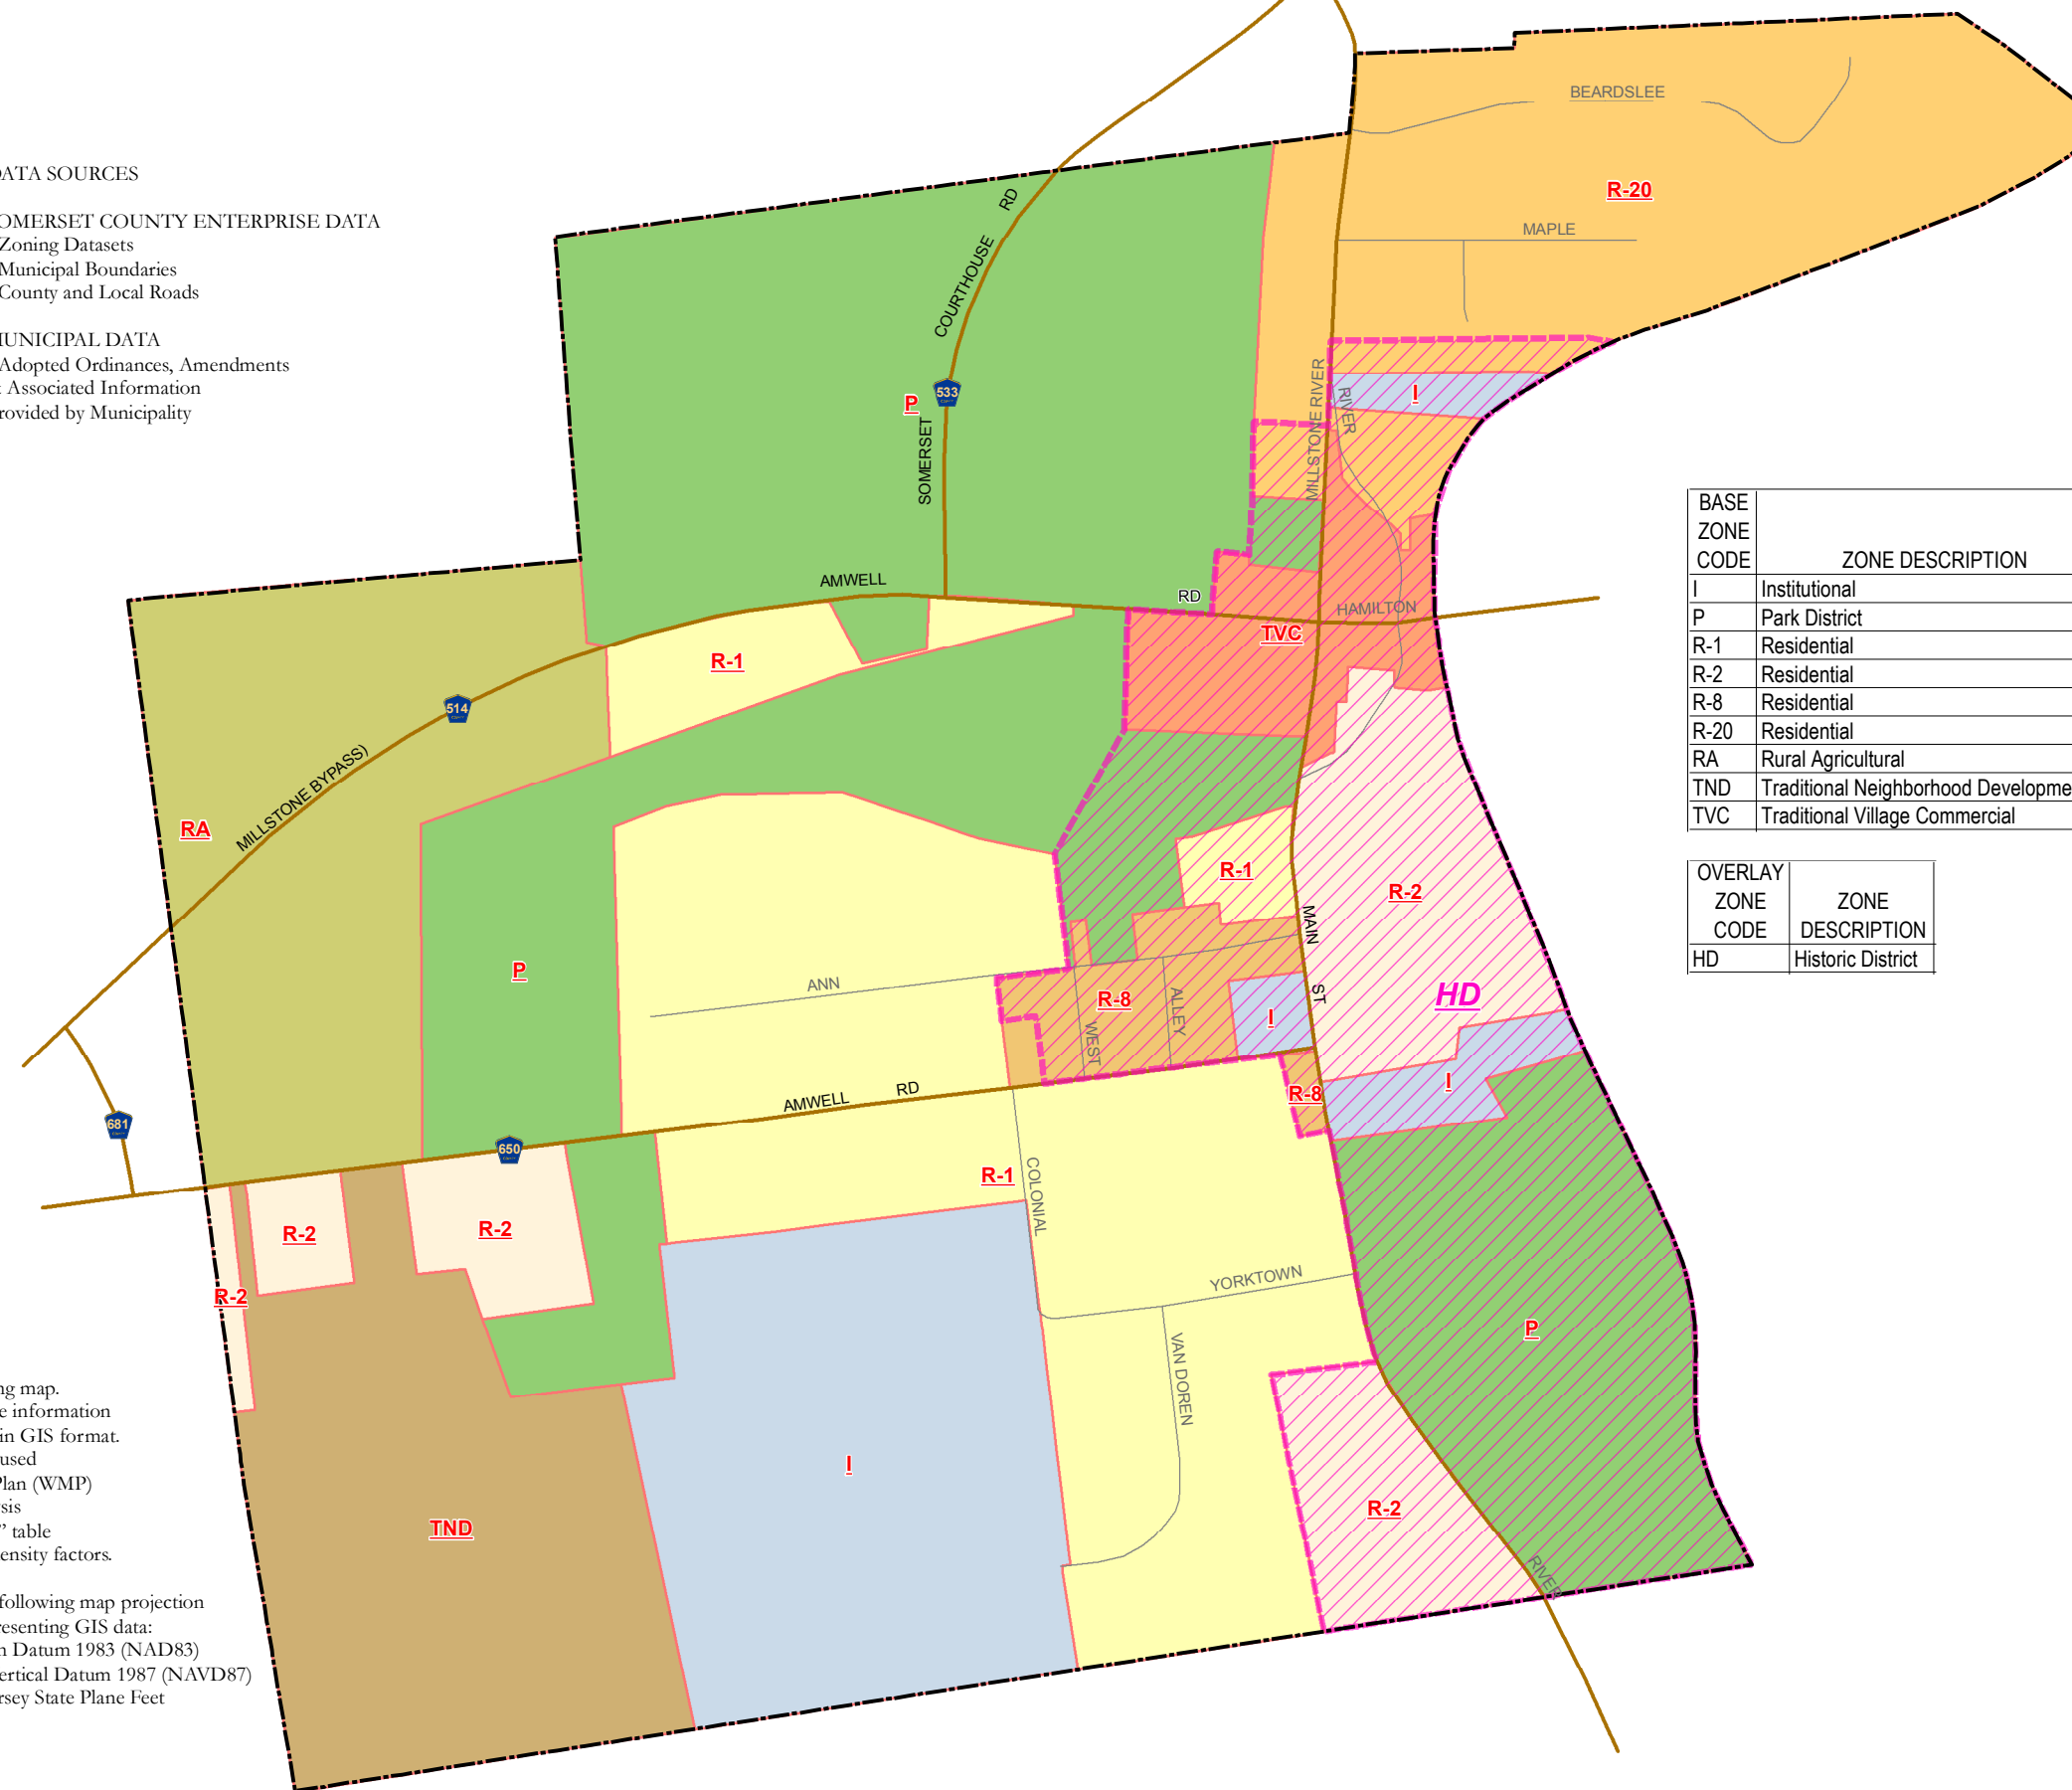 DATA SOURCES
OMERSET COUNTY ENTERPRISE DATA
Zoning Datasets
Municipal Boundaries
County and Local Roads
MUNICIPAL DATA
Adopted Ordinances, Amendments
Associated Information
rovided by Municipality
BEARDSLEE
R-20
MAPLE
COURTHOUSE RD
533
P
SOMERSET
MILLSTONE RIVER
RIVER
I
AMWELL RD
HAMILTON
TVC
R-1
514
MILLSTONE BYPASS)
RA
P
R-1
R-2
MAIN ST
HD
ANN
R-8
WEST
ALLEY
I
AMWELL RD
R-8
I
681
650
R-1
COLONIAL
R-2
R-2
R-2
YORKTOWN
VAN DOREN
P
I
R-2
TND
RIVER
BASE
ZONE
CODE ZONE DESCRIPTION
I Institutional
P Park District
R-1 Residential
R-2 Residential
R-8 Residential
R-20 Residential
RA Rural Agricultural
TND Traditional Neighborhood Developme
TVC Traditional Village Commercial
OVERLAY
ZONE ZONE
CODE DESCRIPTION
HD Historic District
ng map.
e information
in GIS format.
used
Plan (WMP)
sis
” table
ensity factors.
following map projection
resenting GIS data:
n Datum 1983 (NAD83)
ertical Datum 1987 (NAVD87)
rsey State Plane Feet